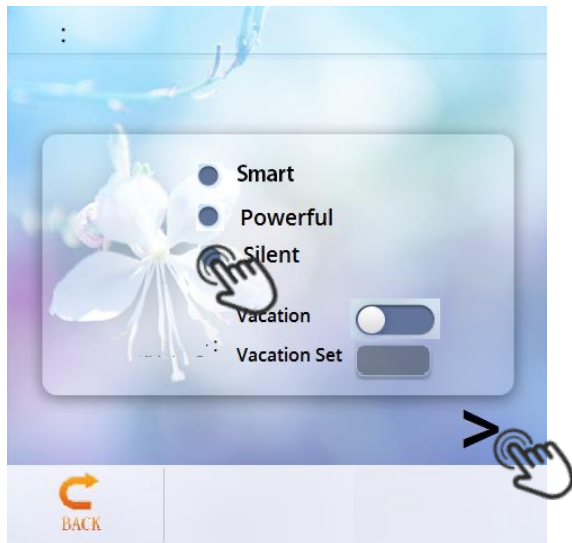 :
Smart
Powerful
Silent
Vacation
Vacation Set
>
BACK